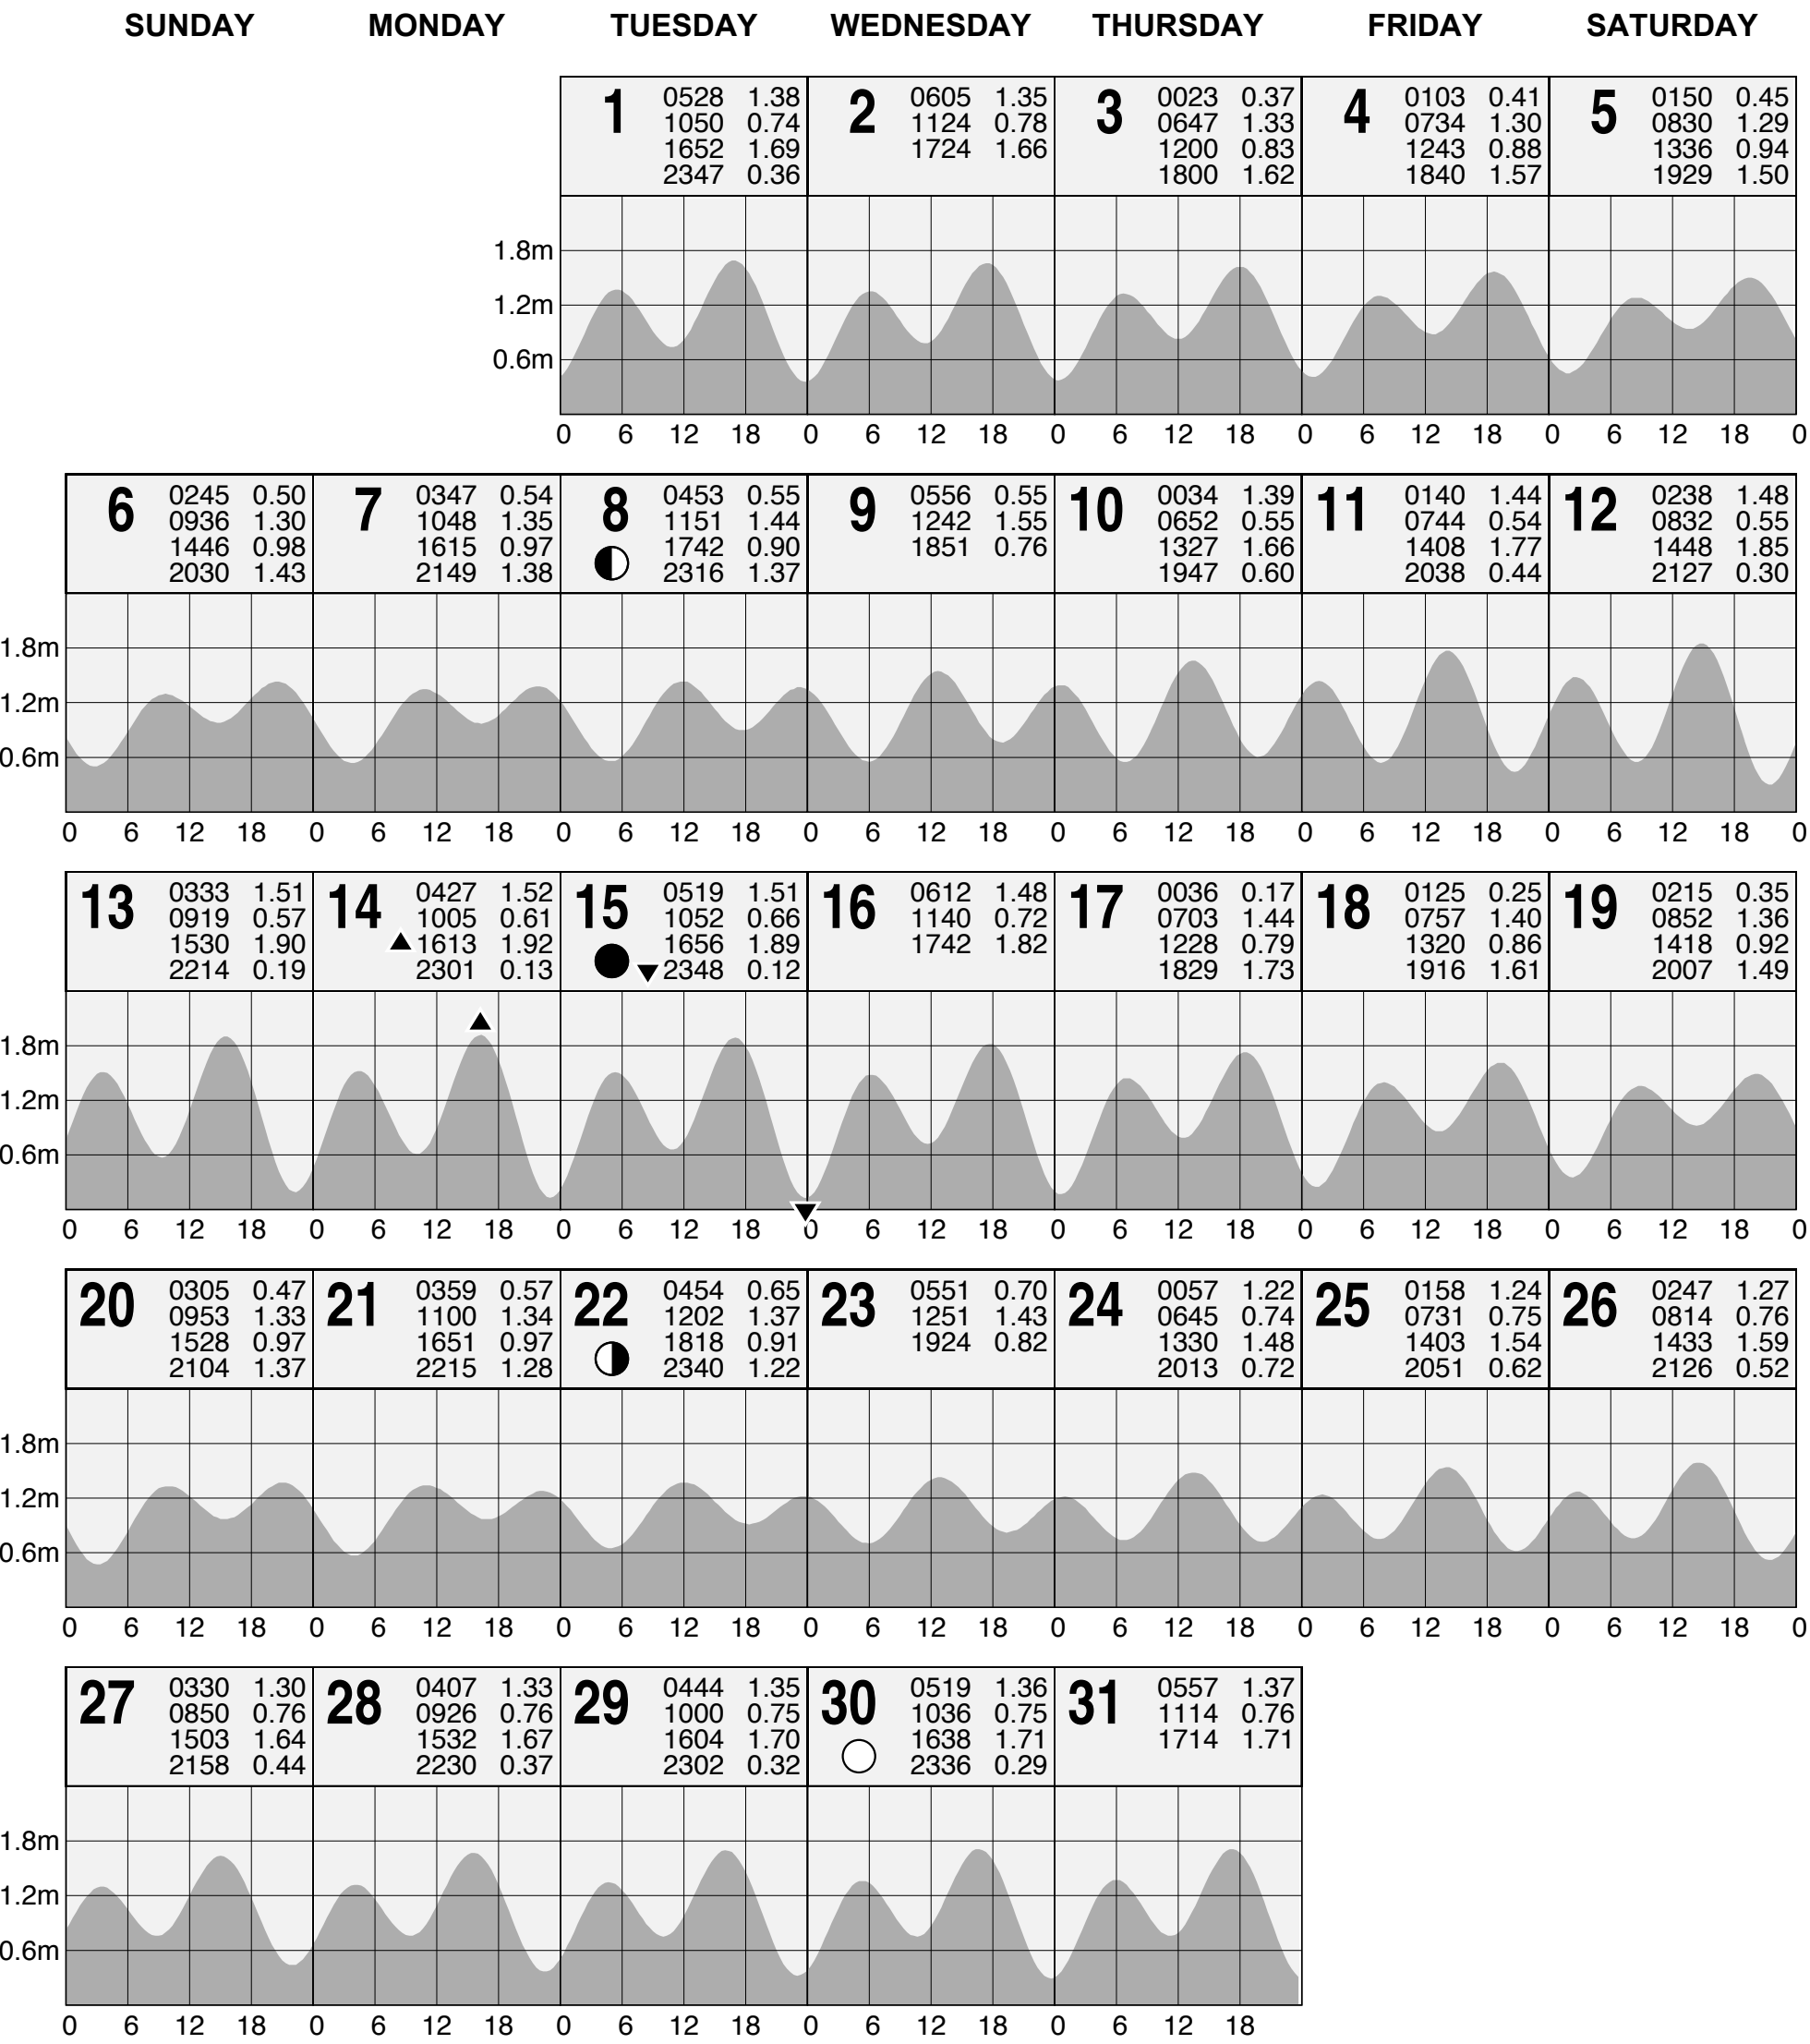 SUNDAY MONDAY TUESDAY WEDNESDAY THURSDAY FRIDAY SATURDAY
1 0528 1.38 2 0605 1.35 3 0023 0.37 4 0103 0.41 5 0150 0.45
1050 0.74 1124 0.78 0647 1.33 0734 1.30 0830 1.29
1652 1.69 1724 1.66 1200 0.83 1243 0.88 1336 0.94
2347 0.36 1800 1.62 1840 1.57 1929 1.50
1.8m
1.2m
0.6m
0 6 12 18 0 6 12 18 0 6 12 18 0 6 12 18 0 6 12 18 0
6 0245 0.50 7 0347 0.54 8 0453 0.55 9 0556 0.55 10 0034 1.39 11 0140 1.44 12 0238 1.48
0936 1.30 1048 1.35 1151 1.44 1242 1.55 0652 0.55 0744 0.54 0832 0.55
1446 0.98 1615 0.97 1742 0.90 1851 0.76 1327 1.66 1408 1.77 1448 1.85
2030 1.43 2149 1.38 2316 1.37 1947 0.60 2038 0.44 2127 0.30
1.8m
1.2m
0.6m
0 6 12 18 0 6 12 18 0 6 12 18 0 6 12 18 0 6 12 18 0 6 12 18 0 6 12 18 0
13 0333 1.51 14 0427 1.52 15 0519 1.51 16 0612 1.48 17 0036 0.17 18 0125 0.25 19 0215 0.35
0919 0.57 1005 0.61 1052 0.66 1140 0.72 0703 1.44 0757 1.40 0852 1.36
1530 1.90 1613 1.92 1656 1.89 1742 1.82 1228 0.79 1320 0.86 1418 0.92
2214 0.19 2301 0.13 2348 0.12 1829 1.73 1916 1.61 2007 1.49
1.8m
1.2m
0.6m
0 6 12 18 0 6 12 18 0 6 12 18 0 6 12 18 0 6 12 18 0 6 12 18 0 6 12 18 0
20 0305 0.47 21 0359 0.57 22 0454 0.65 23 0551 0.70 24 0057 1.22 25 0158 1.24 26 0247 1.27
0953 1.33 1100 1.34 1202 1.37 1251 1.43 0645 0.74 0731 0.75 0814 0.76
1528 0.97 1651 0.97 1818 0.91 1924 0.82 1330 1.48 1403 1.54 1433 1.59
2104 1.37 2215 1.28 2340 1.22 2013 0.72 2051 0.62 2126 0.52
1.8m
1.2m
0.6m
0 6 12 18 0 6 12 18 0 6 12 18 0 6 12 18 0 6 12 18 0 6 12 18 0 6 12 18 0
27 0330 1.30 28 0407 1.33 29 0444 1.35 30 0519 1.36 31 0557 1.37
0850 0.76 0926 0.76 1000 0.75 1036 0.75 1114 0.76
1503 1.64 1532 1.67 1604 1.70 1638 1.71 1714 1.71
2158 0.44 2230 0.37 2302 0.32 2336 0.29
1.8m
1.2m
0.6m
0 6 12 18 0 6 12 18 0 6 12 18 0 6 12 18 0 6 12 18